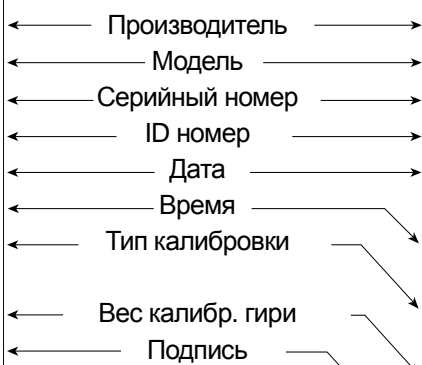 Производитель
Модель
Серийный номер
ID номер
Дата
Время
Тип калибровки
Вес калибр. гири
Подпись